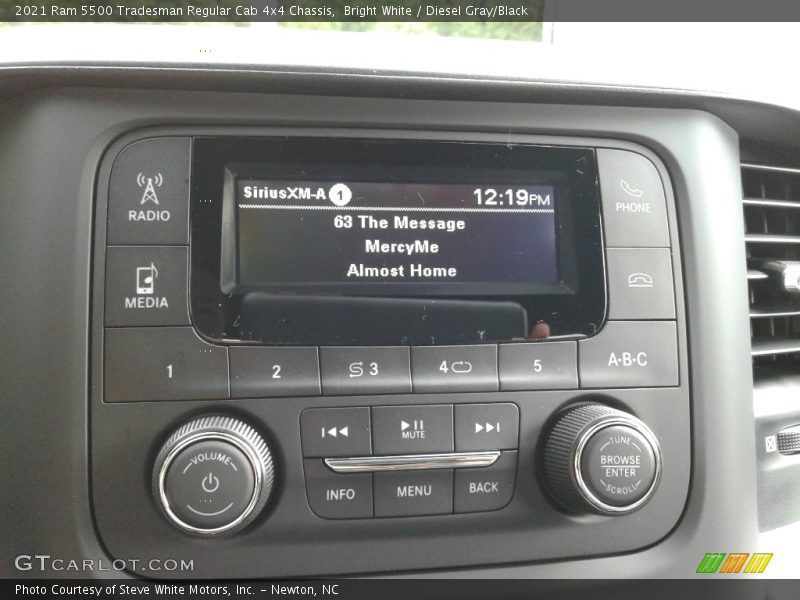 2021 Ram 5500 Tradesman Regular Cab 4x4 Chassis, Bright White / Diesel Gray/Black
SiriusXM-A 1 12:19PM
63 The Message
MercyMe
Almost Home
RADIO
MEDIA
PHONE
1
2
3
4
5
A·B·C
VOLUME
MUTE
INFO
MENU
BACK
TUNE
BROWSE
ENTER
SCROLL
GTCARLOT.COM
Photo Courtesy of Steve White Motors, Inc. – Newton, NC